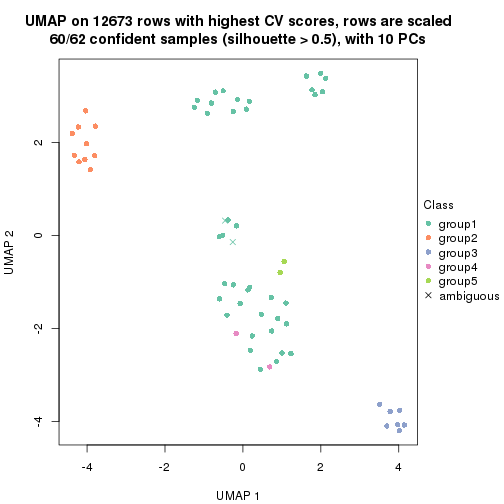 UMAP on 12673 rows with highest CV scores, rows are scaled
60/62 confident samples (silhouette > 0.5), with 10 PCs
UMAP 2
2
0
-2
-4
-4
-2
0
2
4
UMAP 1
Class
group1
group2
group3
group4
group5
ambiguous